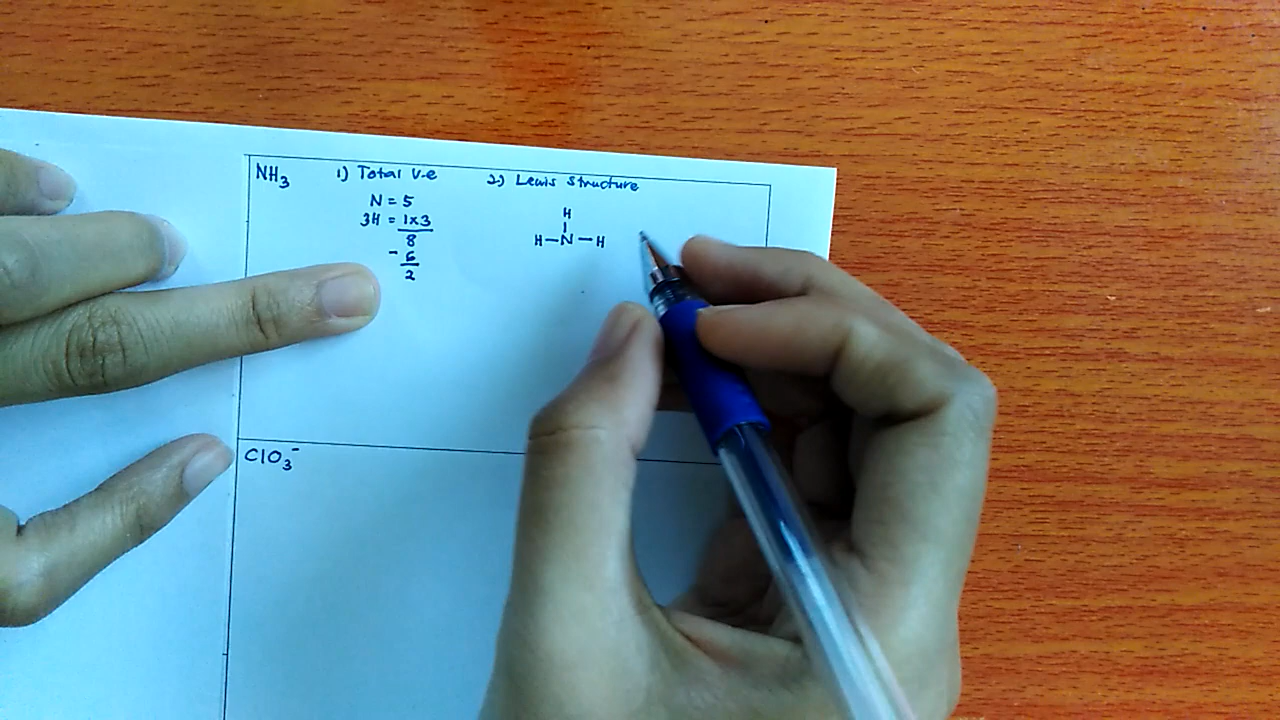 NH3 1) Total v.e 2) Lewis Structure
N = 5
3H = 1x3
8
- 6
2
H
H-N-H
ClO3-